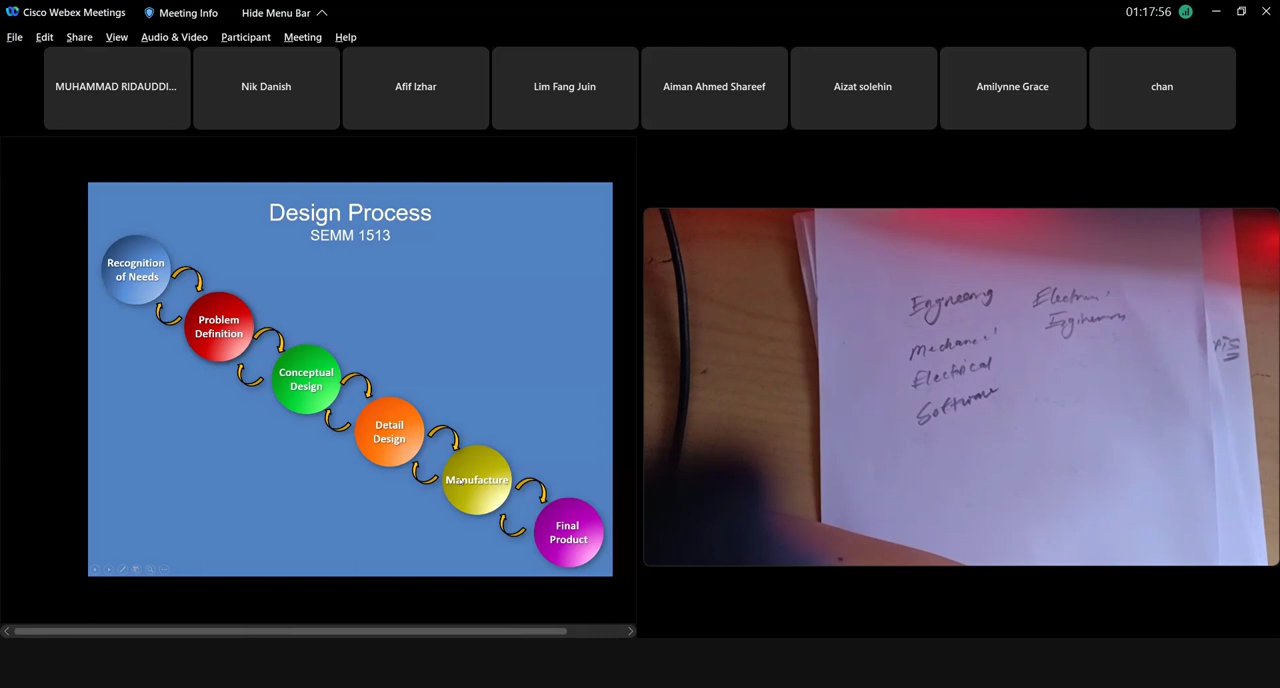 Cisco Webex Meetings
Meeting Info
Hide Menu Bar
01:17:56
File Edit Share View Audio & Video Participant Meeting Help
MUHAMMAD RIDAUDDI...
Nik Danish
Afif Izhar
Lim Fang Juin
Aiman Ahmed Shareef
Aizat solehin
Amilynne Grace
chan
Design Process
SEMM 1513
Recognition
of Needs
Problem
Definition
Conceptual
Design
Detail
Design
Manufacture
Final
Product
Engineering
Electrical
Software